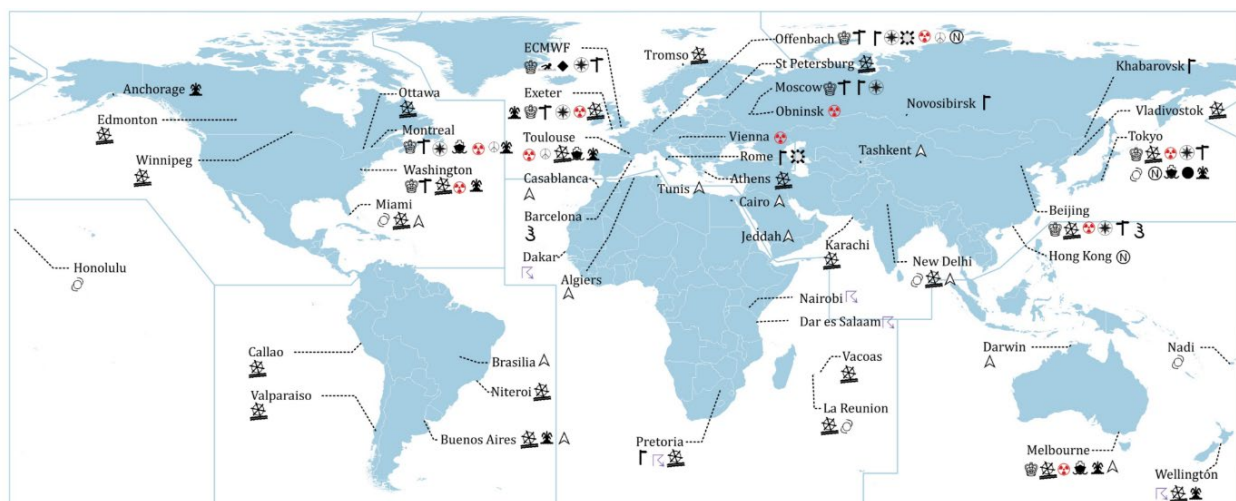 Offenbach
N
ECMWF
Tromso
St Petersburg
Khabarovsk
Moscow
Anchorage
Ottawa
Exeter
Novosibirsk
Obninsk
Vladivostok
Edmonton
Montreal
Toulouse
Vienna
Tokyo
N
Winnipeg
Rome
Tashkent
Washington
Casablanca
Athens
Tunis
Cairo
Miami
Barcelona
Beijing
Jeddah
Karachi
Dakar
New Delhi
Hong Kong N
Honolulu
Algiers
Nairobi
Dar es Salaam
Callao
Brasilia
Vacoas
Darwin
Nadi
Valparaiso
Niteroi
La Reunion
Buenos Aires
Pretoria
Melbourne
Wellington